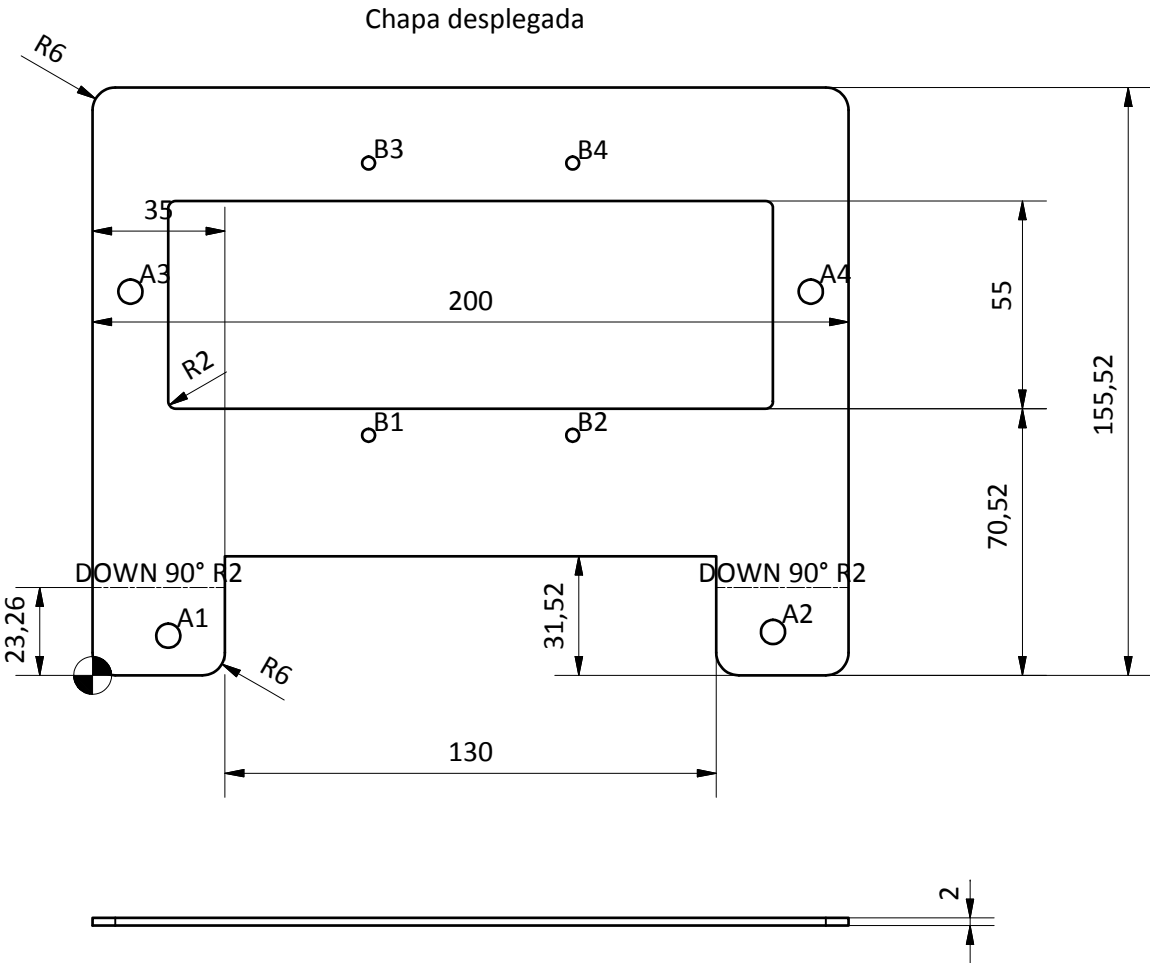 Chapa desplegada
R6
B3
B4
35
A3
A4
200
55
R2
155,52
B1
B2
70,52
DOWN 90° R2
DOWN 90° R2
23,26
A1
31,52
A2
R6
130
2